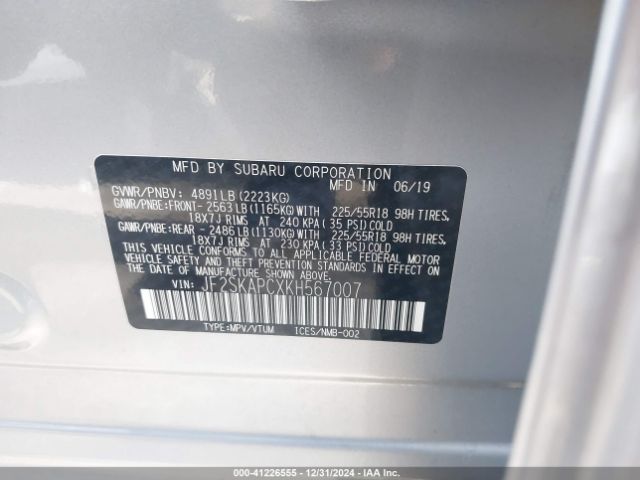 MFD BY SUBARU CORPORATION
GVWR/PNBV: 4891LB(2223KG) MFD IN 06/19
GAWR/PNBE:FRONT-2563LB(1165KG)WITH 225/55R18 98H TIRES,
18X7J RIMS AT 240 KPA(35 PSI)COLD
GAWR/PNBE:REAR -2486LB(1130KG)WITH 225/55R18 98H TIRES,
18X7J RIMS AT 230 KPA(33 PSI)COLD
THIS VEHICLE CONFORMS TO ALL APPLICABLE FEDERAL MOTOR
VEHICLE SAFETY AND THEFT PREVENTION STANDARDS IN EFFECT
ON THE DATE OF MANUFACTURE SHOWN ABOVE.
VIN: JF2SKAPCXKH567007
TYPE:MPV/VTUM ICES/NMB-002
000-41226555 - 12/31/2024 - IAA Inc.